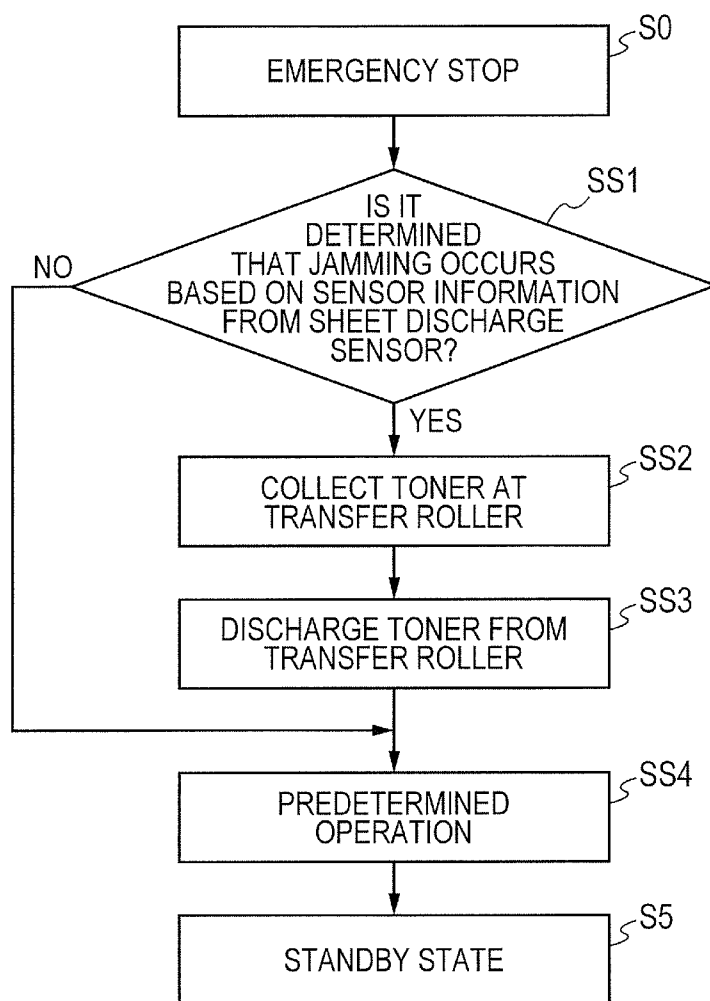 S0
EMERGENCY STOP
SS1
IS IT
DETERMINED
THAT JAMMING OCCURS
BASED ON SENSOR INFORMATION
FROM SHEET DISCHARGE
SENSOR?
NO
YES
SS2
COLLECT TONER AT
TRANSFER ROLLER
SS3
DISCHARGE TONER FROM
TRANSFER ROLLER
SS4
PREDETERMINED
OPERATION
S5
STANDBY STATE